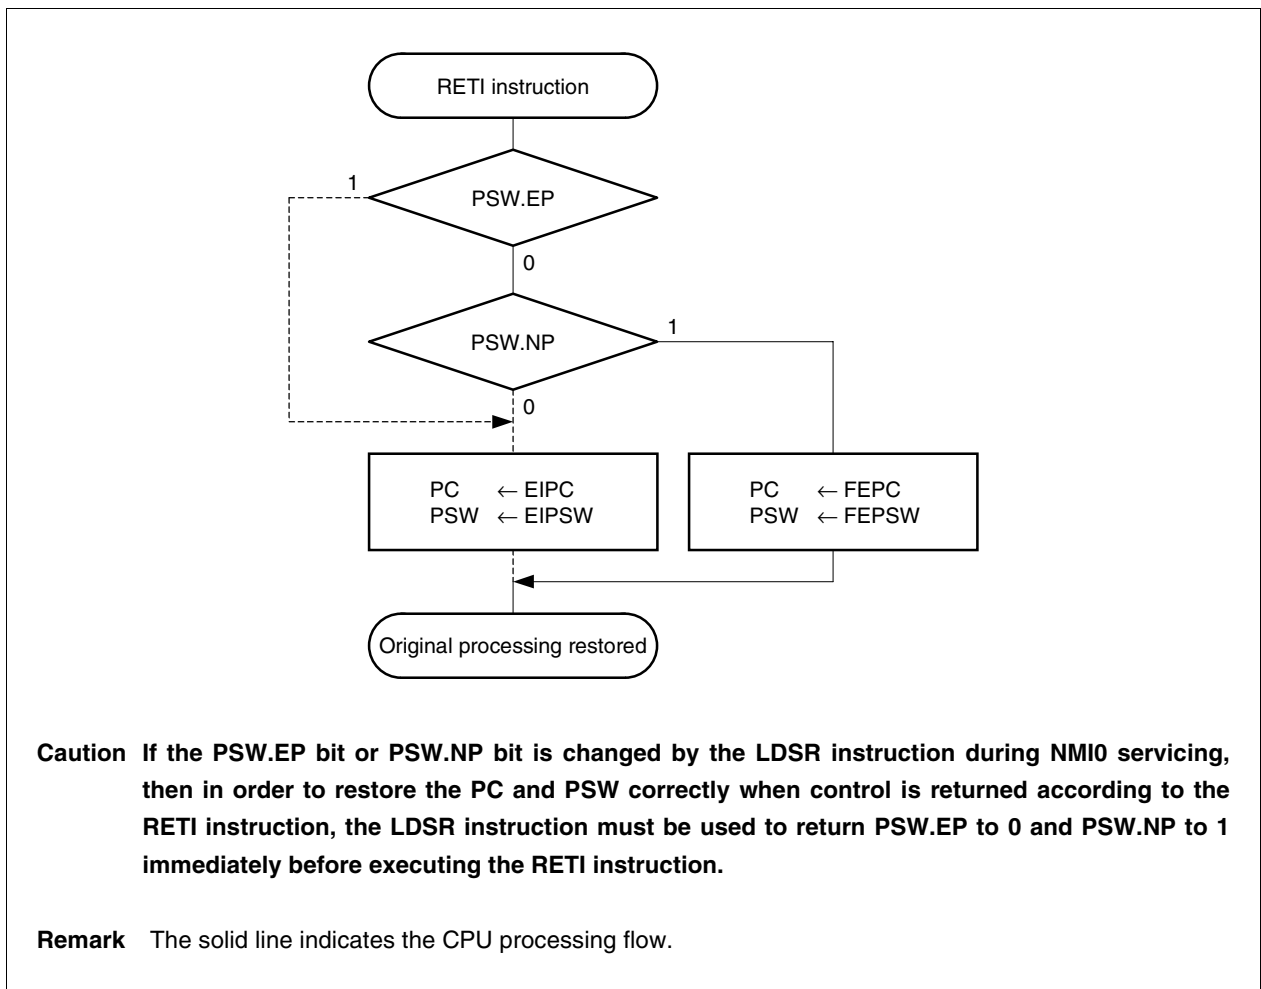 RETI instruction
1
PSW.EP
0
1
PSW.NP
0
PC ← EIPC
PSW ← EIPSW
PC ← FEPC
PSW ← FEPSW
Original processing restored
Caution If the PSW.EP bit or PSW.NP bit is changed by the LDSR instruction during NMI0 servicing,
then in order to restore the PC and PSW correctly when control is returned according to the
RETI instruction, the LDSR instruction must be used to return PSW.EP to 0 and PSW.NP to 1
immediately before executing the RETI instruction.
Remark The solid line indicates the CPU processing flow.